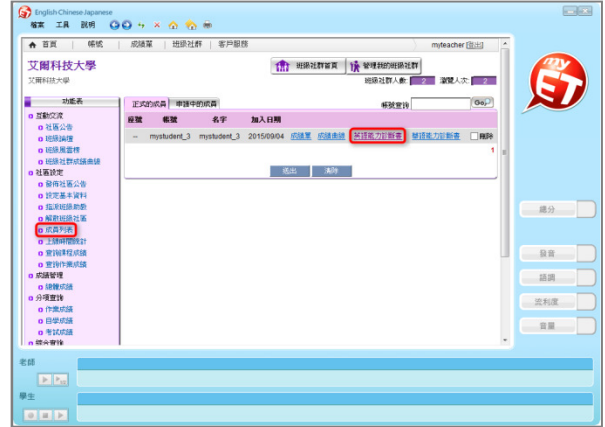 English Chinese Japanese
檔案 工具 說明
首頁 | 帳號 | 成績單 | 班級社群 | 客戶服務
myteacher [登出]
艾爾科技大學
艾爾科技大學
班級社群首頁 管理我的班級社群
班級社群人數: 2 瀏覽人次: 2
功能表
正式的成員 申請中的成員
帳號查詢 Go
座號 帳號 名字 加入日期
-- mystudent_3 mystudent_3 2015/09/04 成績單 成績曲線 英語能力診斷書 華語能力診斷書 刪除
1
送出 清除
互動交流
社區公告
班級論壇
班級風雲榜
班級社群成績曲線
社區設定
發佈社區公告
設定基本資料
指派班級助教
解散班級社區
成員列表
上課時間統計
查詢課程成績
查詢作業成績
成績管理
總體成績
分項查詢
作業成績
自學成績
考試成績
綜合查詢
my
ET
總分
發音
語調
流利度
音量
老師
學生